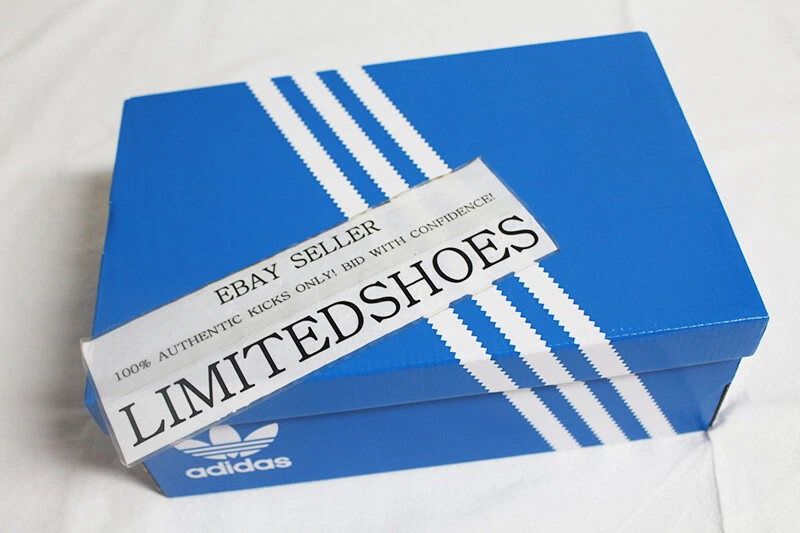 EBAY SELLER
100% AUTHENTIC KICKS ONLY! BID WITH CONFIDENCE!
LIMITEDSHOES
adidas